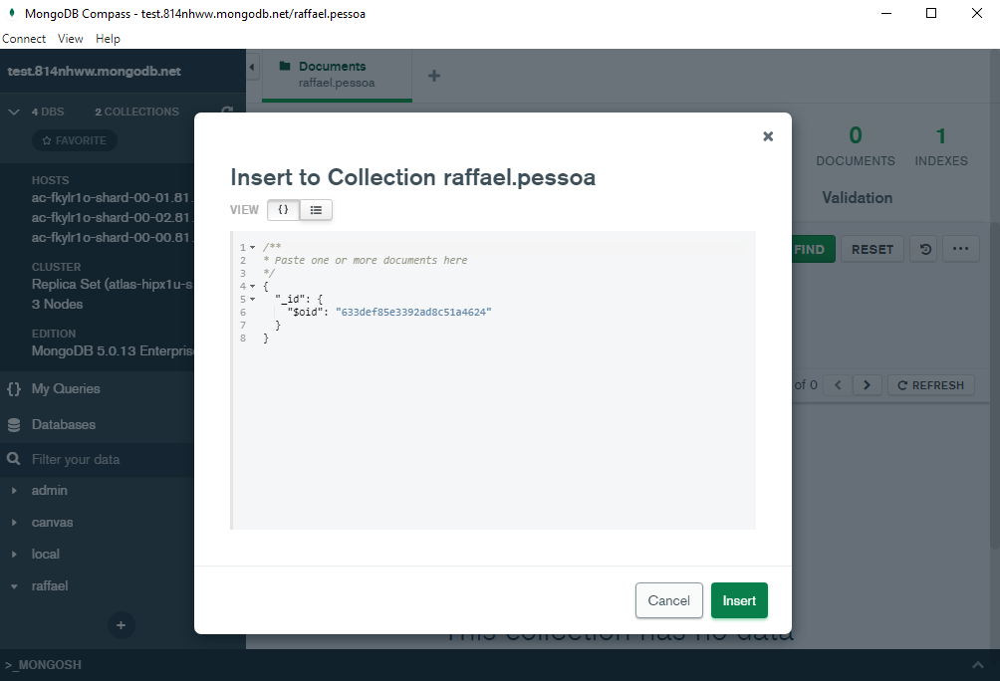 MongoDB Compass - test.814nhww.mongodb.net/raffael.pessoa
Connect View Help
test.814nhww.mongodb.net
4 DBS 2 COLLECTIONS
FAVORITE
HOSTS
ac-fkylr1o-shard-00-01.81.
ac-fkylr1o-shard-00-02.81.
ac-fkylr1o-shard-00-00.81.
CLUSTER
Replica Set (atlas-hipx1u-s
3 Nodes
EDITION
MongoDB 5.0.13 Enterpris
{} My Queries
Databases
Filter your data
admin
canvas
local
raffael
+
>_MONGOSH
Documents
raffael.pessoa
+
0 1
DOCUMENTS INDEXES
Validation
FIND RESET ...
of 0 < > REFRESH
Insert to Collection raffael.pessoa
VIEW {}
1 /**
2 * Paste one or more documents here
3 */
4 {
5 "_id": {
6 "$oid": "633def85e3392ad8c51a4624"
7 }
8 }
Cancel Insert
This collection has no data